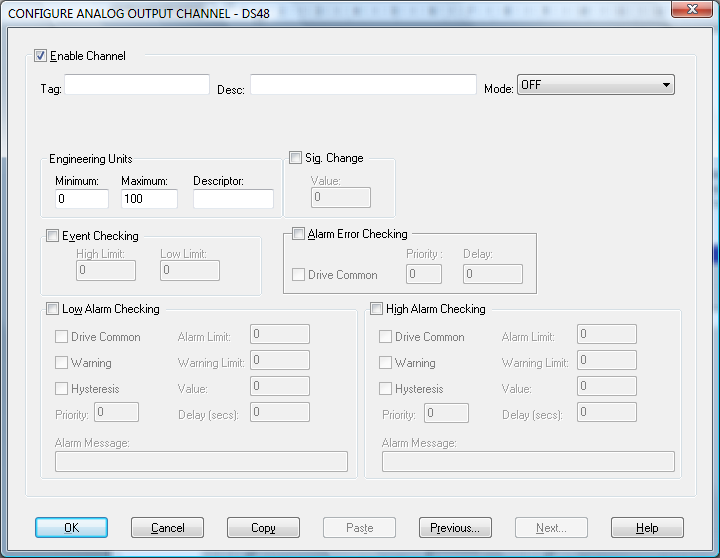 CONFIGURE ANALOG OUTPUT CHANNEL - DS48
Enable Channel
Tag: Desc: Mode: OFF
Engineering Units
Minimum: Maximum: Descriptor:
0 100
Sig. Change
Value:
0
Event Checking
High Limit: Low Limit:
0 0
Alarm Error Checking
Priority : Delay:
Drive Common 0 0
Low Alarm Checking
Drive Common Alarm Limit: 0
Warning Warning Limit: 0
Hysteresis Value: 0
Priority: 0 Delay (secs): 0
Alarm Message:
High Alarm Checking
Drive Common Alarm Limit: 0
Warning Warning Limit: 0
Hysteresis Value: 0
Priority: 0 Delay (secs): 0
Alarm Message:
OK Cancel Copy Paste Previous... Next... Help